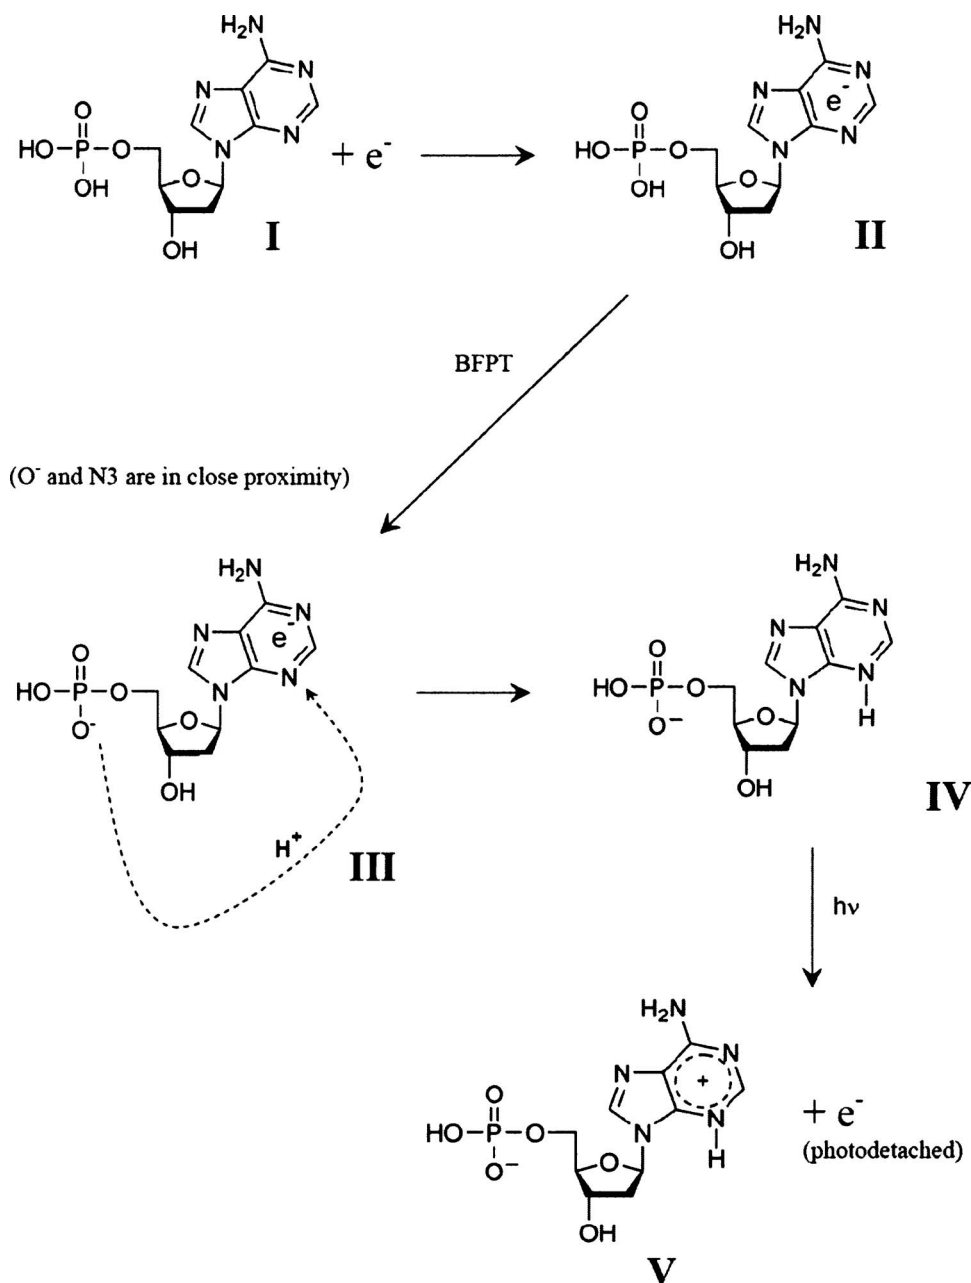 H₂N
N
N
N
N
O
HO-P-O
OH
O
OH
+ e⁻
I
H₂N
N
N
e⁻
N
N
O
HO-P-O
OH
O
OH
II
BFPT
(O⁻ and N3 are in close proximity)
H₂N
N
N
e⁻
N
N
O
HO-P-O
O⁻
O
OH
H⁺
III
H₂N
N
N
N
N
H
O
HO-P-O
O⁻
O
OH
IV
hν
H₂N
N
N
+
N
N
H
O
HO-P-O
O⁻
O
OH
V
+ e⁻
(photodetached)